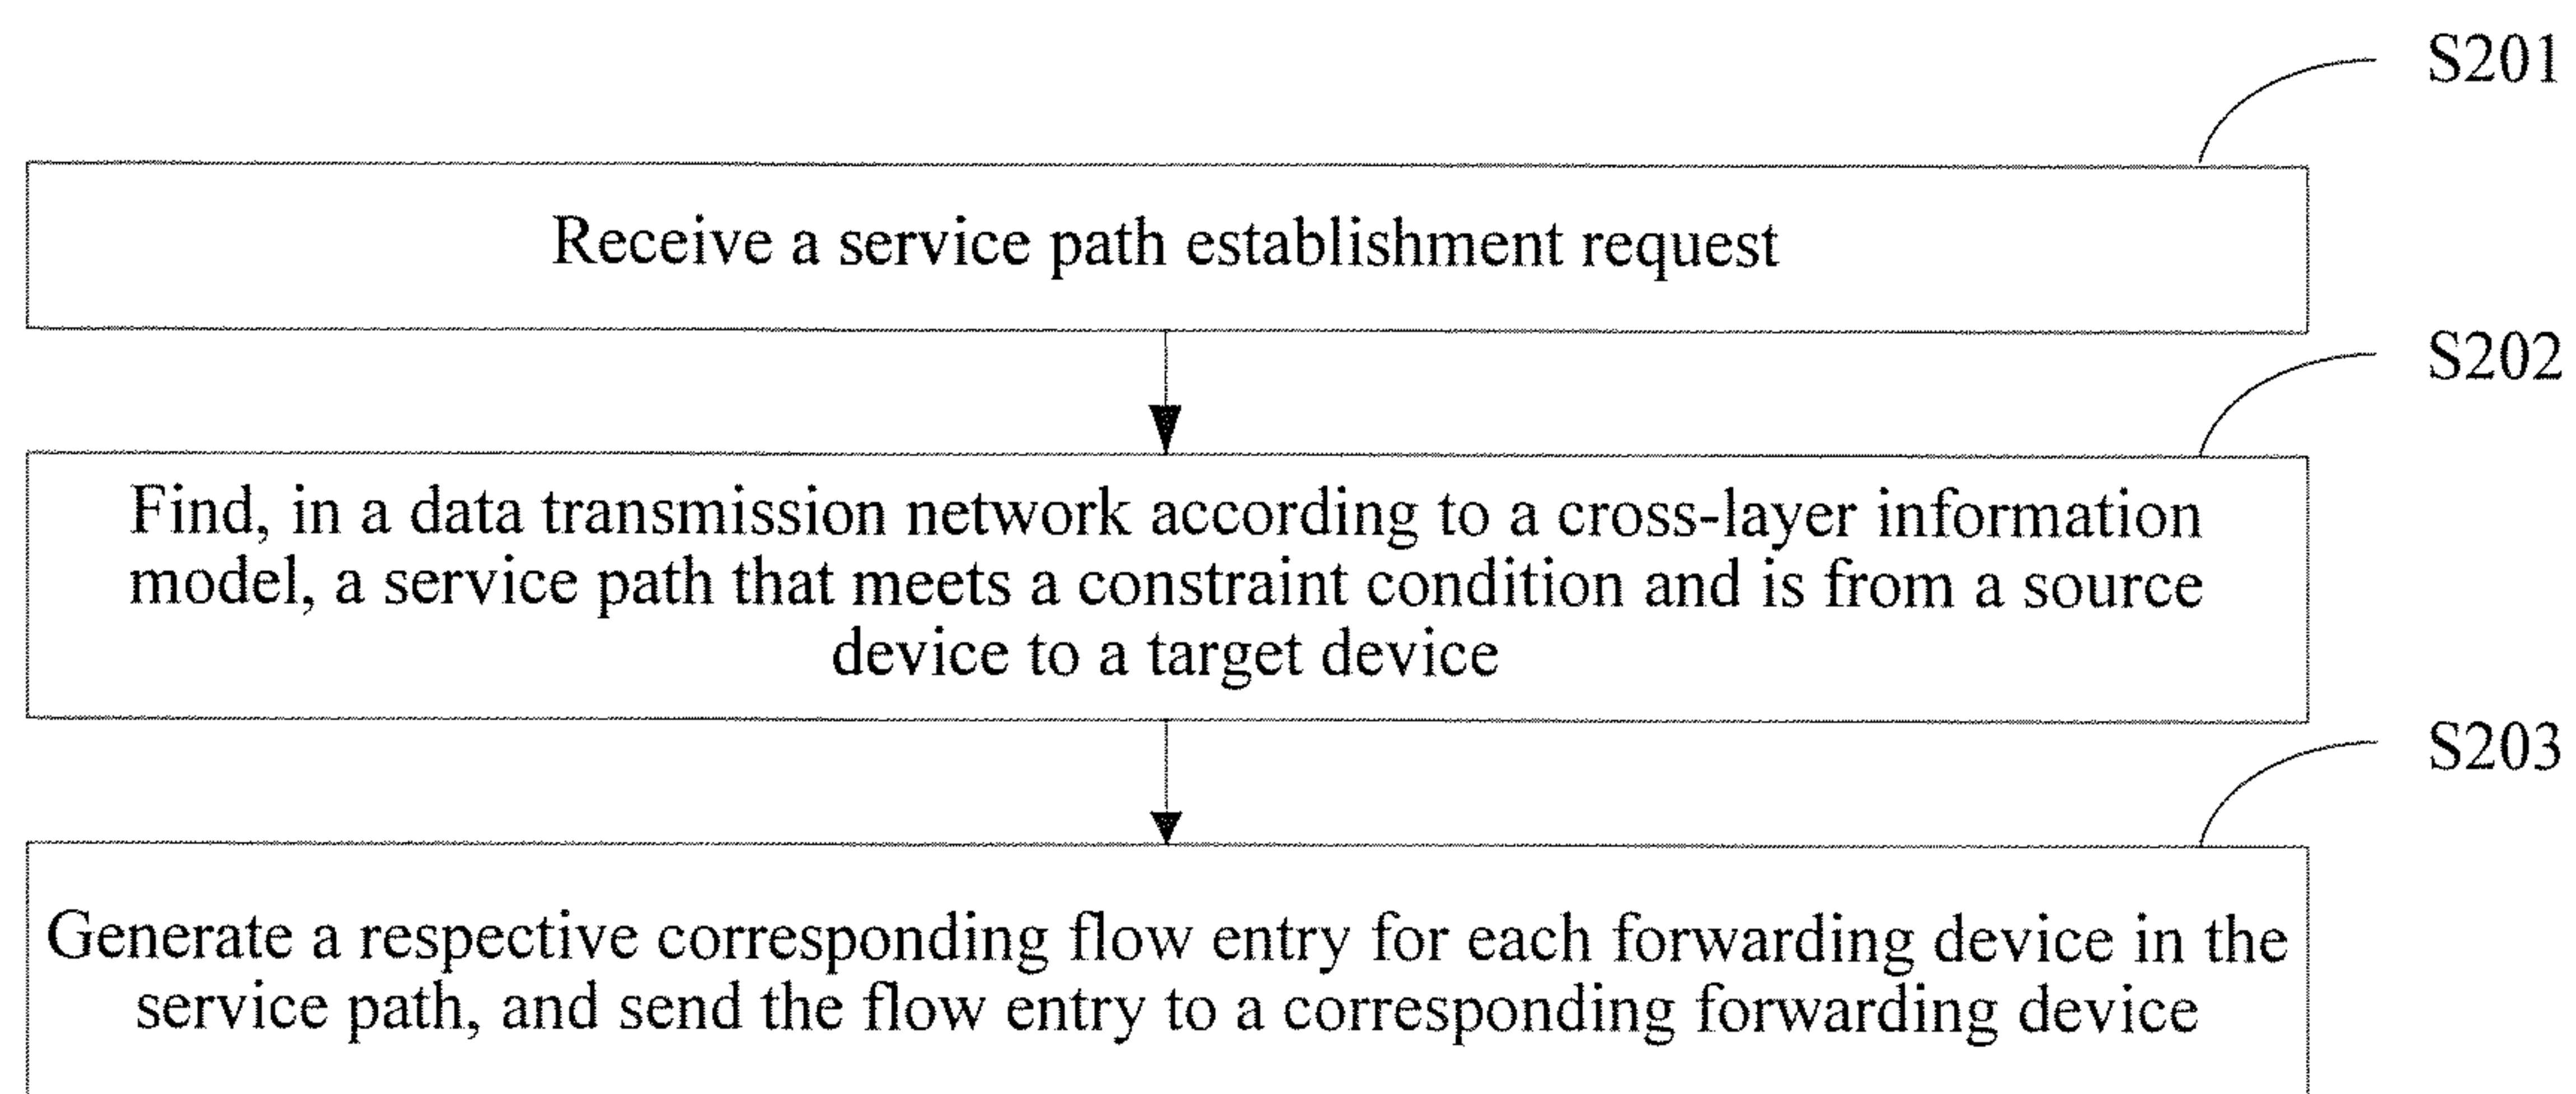 S201
Receive a service path establishment request
S202
Find, in a data transmission network according to a cross-layer information
model, a service path that meets a constraint condition and is from a source
device to a target device
S203
Generate a respective corresponding flow entry for each forwarding device in the
service path, and send the flow entry to a corresponding forwarding device